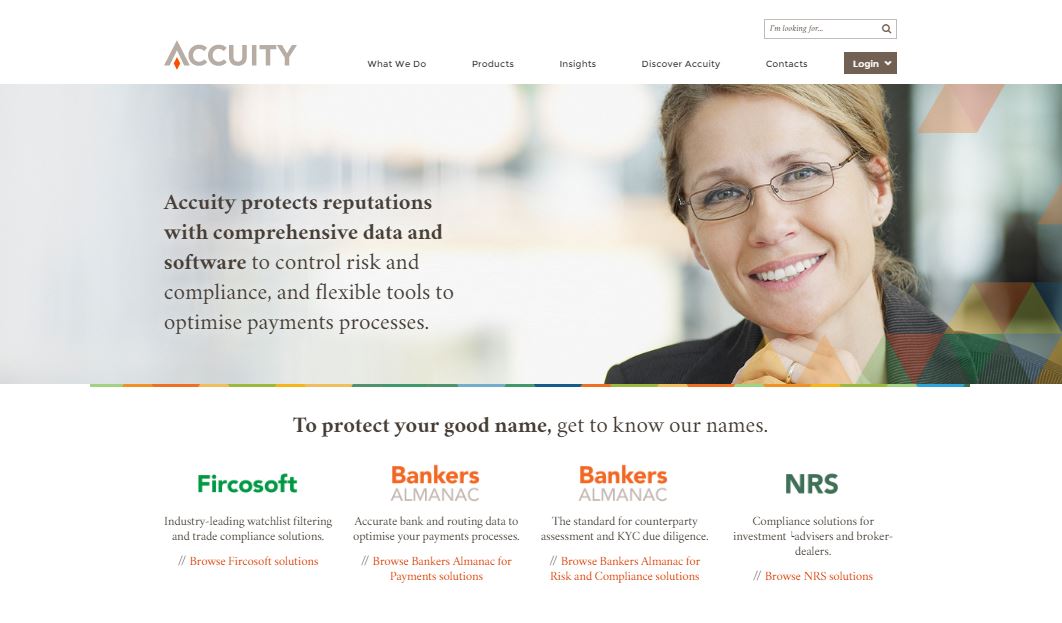 I'm looking for...
ACCUITY
What We Do
Products
Insights
Discover Accuity
Contacts
Login
Accuity protects reputations
with comprehensive data and
software to control risk and
compliance, and flexible tools to
optimise payments processes.
To protect your good name, get to know our names.
Fircosoft
Industry-leading watchlist filtering
and trade compliance solutions.
// Browse Fircosoft solutions
Bankers
ALMANAC
Accurate bank and routing data to
optimise your payments processes.
// Browse Bankers Almanac for
Payments solutions
Bankers
ALMANAC
The standard for counterparty
assessment and KYC due diligence.
// Browse Bankers Almanac for
Risk and Compliance solutions
NRS
Compliance solutions for
investment └advisers and broker-
dealers.
// Browse NRS solutions